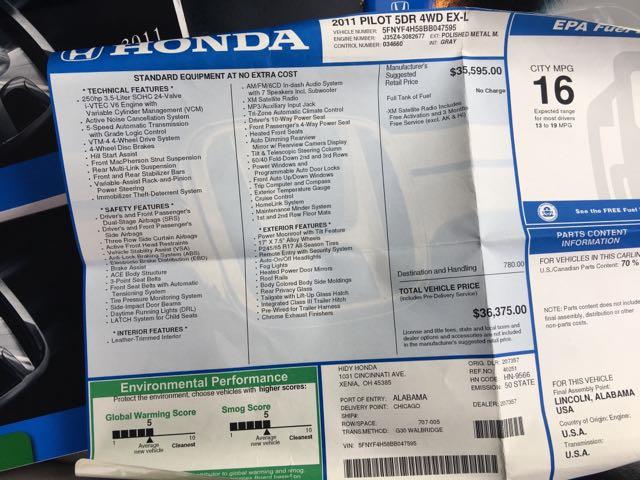 2011
HONDA
2011 PILOT 5DR 4WD EX-L
VEHICLE NUMBER: 5FNYF4H58BB047595
ENGINE NUMBER: J35Z4-3082677 EXT: POLISHED METAL M.
CONTROL NUMBER: 034660 INT: GRAY
STANDARD EQUIPMENT AT NO EXTRA COST
• TECHNICAL FEATURES •
• 250hp 3.5-Liter SOHC 24-Valve
i-VTEC V6 Engine with
Variable Cylinder Management (VCM)
• Active Noise Cancellation System
• 5-Speed Automatic Transmission
with Grade Logic Control
• VTM-4 4-Wheel Drive System
• 4-Wheel Disc Brakes
• Hill Start Assist
• Front MacPherson Strut Suspension
• Rear Multi-Link Suspension
• Front and Rear Stabilizer Bars
• Variable Assist Rack-and-Pinion
Power Steering
• Immobilizer Theft-Deterrent System
• SAFETY FEATURES •
• Driver's and Front Passenger's
Dual-Stage Airbags (SRS)
• Driver's and Front Passenger's
Side Airbags
• Three Row Side Curtain Airbags
• Active Front Head Restraints
• Vehicle Stability Assist (VSA)
• Anti-Lock Braking System (ABS)
• Electronic Brake Distribution (EBD)
• Brake Assist
• ACE Body Structure
• 3-Point Seat Belts
• Front Seat Belts with Automatic
Tensioning System
• Tire Pressure Monitoring System
• Side-Impact Door Beams
• Daytime Running Lights (DRL)
• LATCH System for Child Seats
• INTERIOR FEATURES •
• Leather-Trimmed Interior
• AM/FM/6CD In-dash Audio System
with 7 Speakers Incl. Subwoofer
• XM Satellite Radio
• MP3/Auxiliary Input Jack
• Tri-Zone Automatic Climate Control
• Driver's 10-Way Power Seat
• Front Passenger's 4-Way Power Seat
• Heated Front Seats
• Auto Dimming Rearview
Mirror w/ Rearview Camera Display
• Tilt & Telescopic Steering Column
• 60/40 Fold-Down 2nd and 3rd Rows
• Power Windows and
Programmable Auto Door Locks
• Front Auto Up/Down Windows
• Trip Computer and Compass
• Exterior Temperature Gauge
• Cruise Control
• HomeLink System
• Maintenance Minder System
• 1st and 2nd Row Floor Mats
• EXTERIOR FEATURES •
• Power Moonroof with Tilt Feature
• 17" X 7.5" Alloy Wheels
• P245/65 R17 All-Season Tires
• Remote Entry with Security System
• Auto-On/Off Headlights
• Fog Lights
• Heated Power Door Mirrors
• Roof Rails
• Body Colored Body Side Moldings
• Rear Privacy Glass
• Tailgate with Lift-Up Glass Hatch
• Integrated Class III Trailer Hitch
• Pre-Wired for Trailer Harness
• Chrome Exhaust Finishers
Manufacturer's
Suggested
Retail Price
$35,595.00
Full Tank of Fuel
No Charge
XM Satellite Radio Includes
Free Activation and 3 Months
Free Service (excl. AK & HI)
Destination and Handling 780.00
TOTAL VEHICLE PRICE
(Includes Pre-Delivery Service)
$36,375.00
License and title fees, state and local taxes and
dealer options and accessories are not included
in the manufacturer's suggested retail price.
EPA Fuel
CITY MPG
16
Expected range
for most drivers
13 to 19 MPG
See the FREE Fuel
PARTS CONTENT
INFORMATION
FOR VEHICLES IN THIS CARLIN
U.S./Canadian Parts Content: 70 %
NOTE: Parts content does not include
final assembly, distribution or other
non-parts costs.
FOR THIS VEHICLE
Final Assembly Point:
LINCOLN, ALABAMA
USA
Country of Origin: Engine:
U.S.A.
Transmission:
U.S.A.
Environmental Performance
Protect the environment, choose vehicles with higher scores:
Global Warming Score
5
10
Average
new vehicle
Cleanest
Smog Score
5
10
Average
new vehicle
Cleanest
HIDY HONDA
1031 CINCINNATI AVE.
XENIA, OH 45385
ORIG. DLR: 207357
REF NO: 40251
HN CODE: HN-9566
EMISSION: 50 STATE
PORT OF ENTRY: ALABAMA
DELIVERY POINT: CHICAGO
SHIP#:
ROW: 707-005
TRANS METHOD: G30 WALBRIDGE
DEALER: 207357
VIN: 5FNYF4H58BB047595